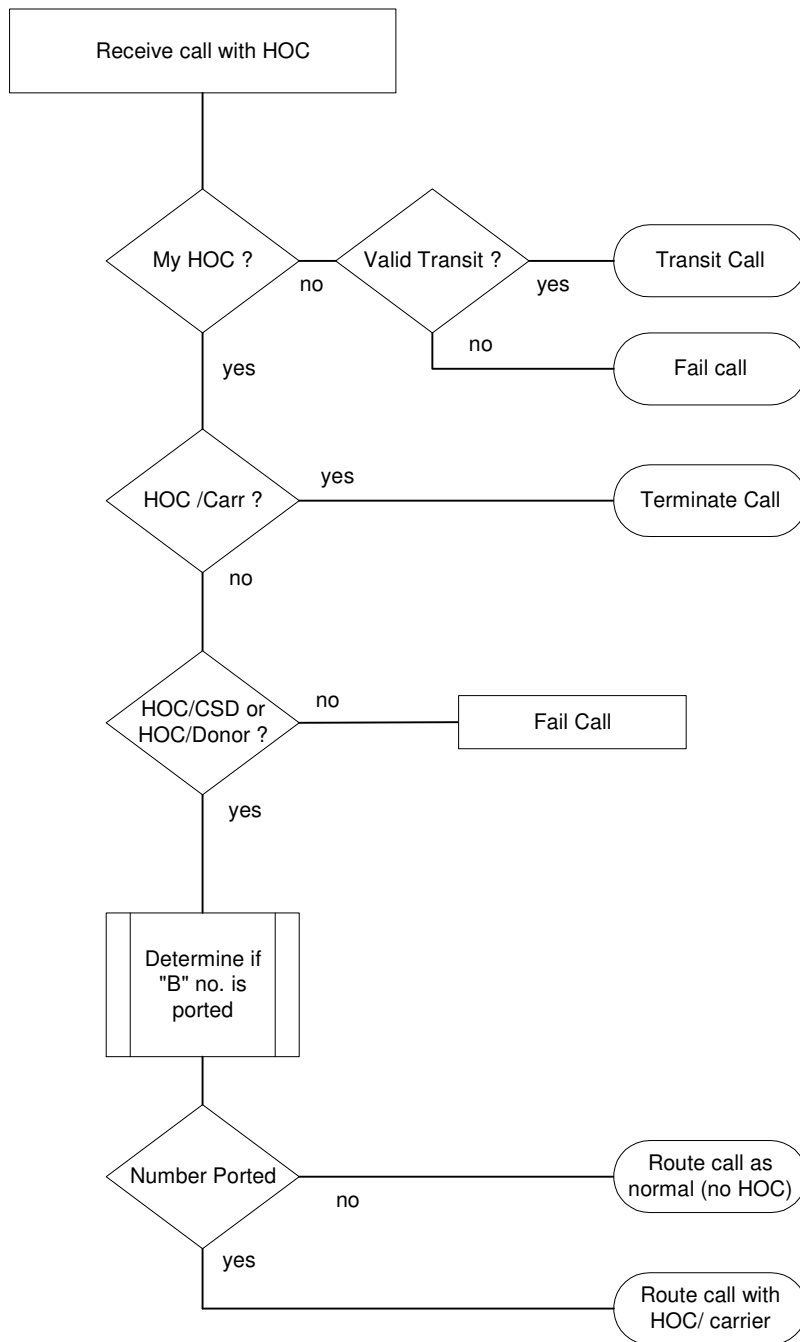 Receive call with HOC
My HOC ?
no
Valid Transit ?
yes
Transit Call
no
Fail call
yes
HOC /Carr ?
yes
Terminate Call
no
HOC/CSD or
HOC/Donor ?
no
Fail Call
yes
Determine if
"B" no. is
ported
Number Ported
no
Route call as
normal (no HOC)
yes
Route call with
HOC/ carrier